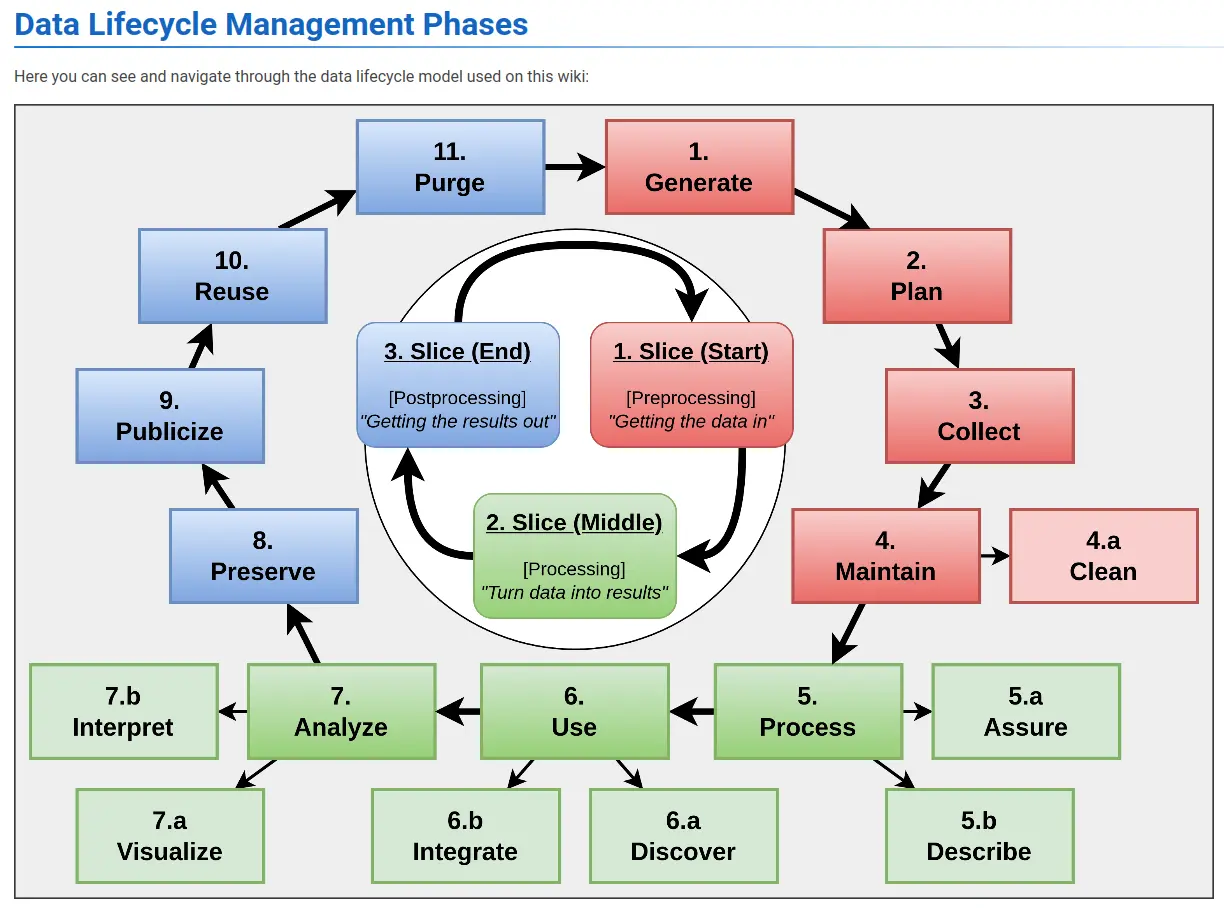 Data Lifecycle Management Phases
Here you can see and navigate through the data lifecycle model used on this wiki:
11.
Purge
1.
Generate
10.
Reuse
2.
Plan
3. Slice (End)
[Postprocessing]
"Getting the results out"
1. Slice (Start)
[Preprocessing]
"Getting the data in"
9.
Publicize
3.
Collect
2. Slice (Middle)
[Processing]
"Turn data into results"
8.
Preserve
4.
Maintain
4.a
Clean
7.b
Interpret
7.
Analyze
6.
Use
5.
Process
5.a
Assure
7.a
Visualize
6.b
Integrate
6.a
Discover
5.b
Describe